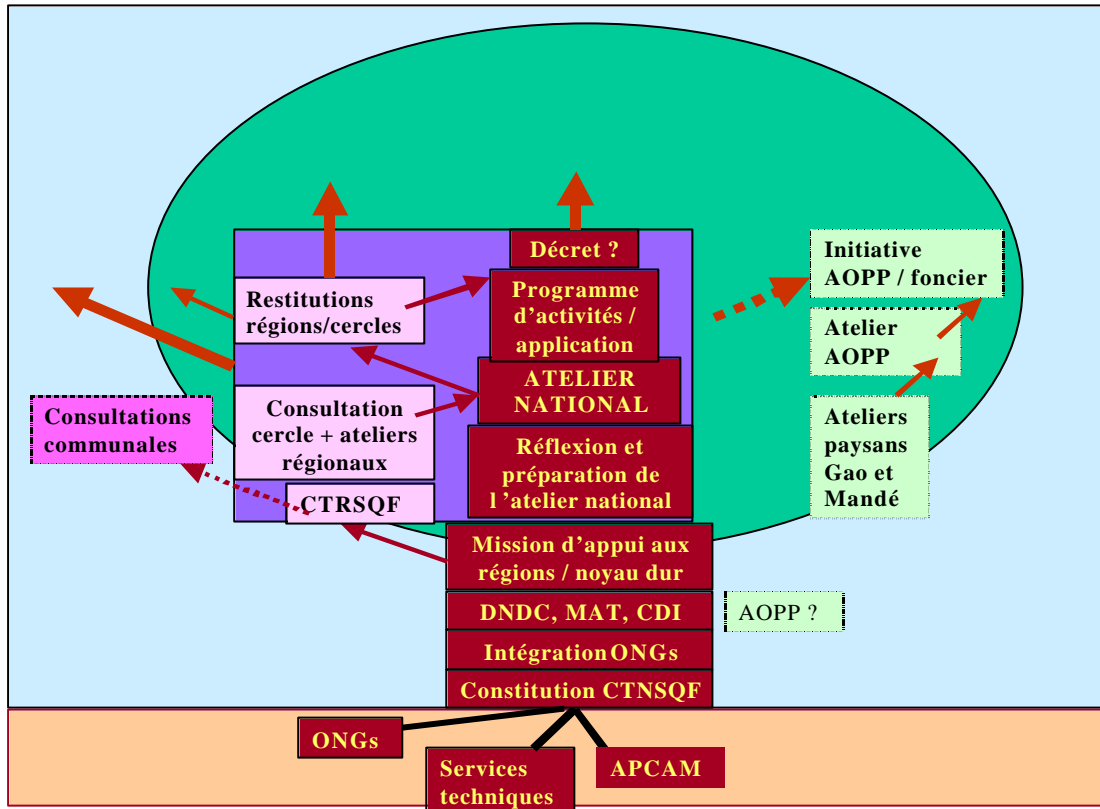 Décret ?
Programme
d'activités /
application
ATELIER
NATIONAL
Réflexion et
préparation de
l 'atelier national
Mission d'appui aux
régions / noyau dur
DNDC, MAT, CDI
Intégration ONGs
Constitution CTNSQF
Restitutions
régions/cercles
Consultation
cercle + ateliers
régionaux
CTRSQF
Consultations
communales
Initiative
AOPP / foncier
Atelier
AOPP
Ateliers
paysans
Gao et
Mandé
AOPP ?
ONGs
Services
techniques
APCAM